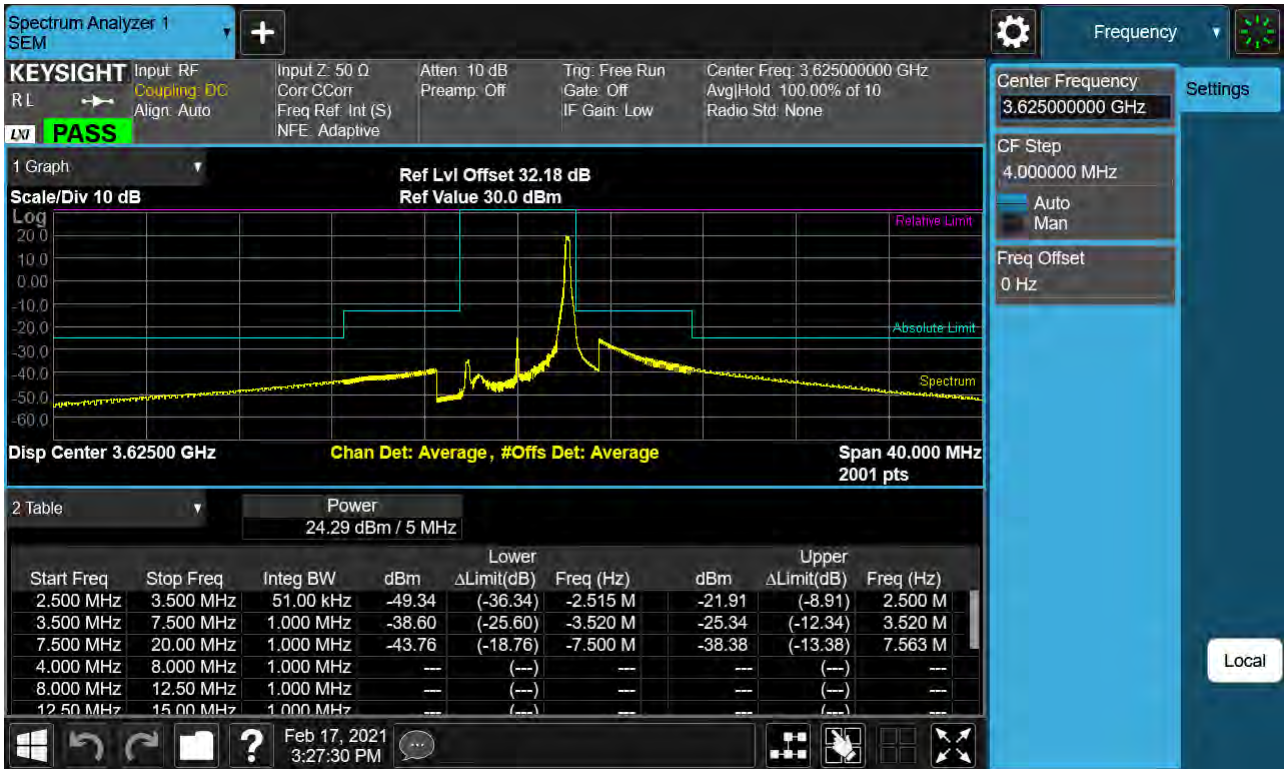 Spectrum Analyzer 1
SEM
Frequency
KEYSIGHT
R L
LXI
PASS
Input: RF
Coupling: DC
Align: Auto
Input Z: 50 Ω
Corr CCorr
Freq Ref: Int (S)
NFE: Adaptive
Atten: 10 dB
Preamp: Off
Trig: Free Run
Gate: Off
IF Gain: Low
Center Freq: 3.625000000 GHz
Avg|Hold: 100.00% of 10
Radio Std: None
Center Frequency
3.625000000 GHz
Settings
CF Step
4.000000 MHz
Auto
Man
Freq Offset
0 Hz
Local
1 Graph
Ref Lvl Offset 32.18 dB
Scale/Div 10 dB
Ref Value 30.0 dBm
Log
20.0
10.0
0.00
-10.0
-20.0
-30.0
-40.0
-50.0
-60.0
Relative Limit
Absolute Limit
Spectrum
Disp Center 3.62500 GHz
Chan Det: Average, #Offs Det: Average
Span 40.000 MHz
2001 pts
2 Table
Power
24.29 dBm / 5 MHz
Lower Upper
Start Freq Stop Freq Integ BW dBm ΔLimit(dB) Freq (Hz) dBm ΔLimit(dB) Freq (Hz)
2.500 MHz 3.500 MHz 51.00 kHz -49.34 (-36.34) -2.515 M -21.91 (-8.91) 2.500 M
3.500 MHz 7.500 MHz 1.000 MHz -38.60 (-25.60) -3.520 M -25.34 (-12.34) 3.520 M
7.500 MHz 20.00 MHz 1.000 MHz -43.76 (-18.76) -7.500 M -38.38 (-13.38) 7.563 M
4.000 MHz 8.000 MHz 1.000 MHz --- (---) --- --- (---) ---
8.000 MHz 12.50 MHz 1.000 MHz --- (---) --- --- (---) ---
12.50 MHz 15.00 MHz 1.000 MHz --- (---) --- --- (---) ---
?
Feb 17, 2021
3:27:30 PM